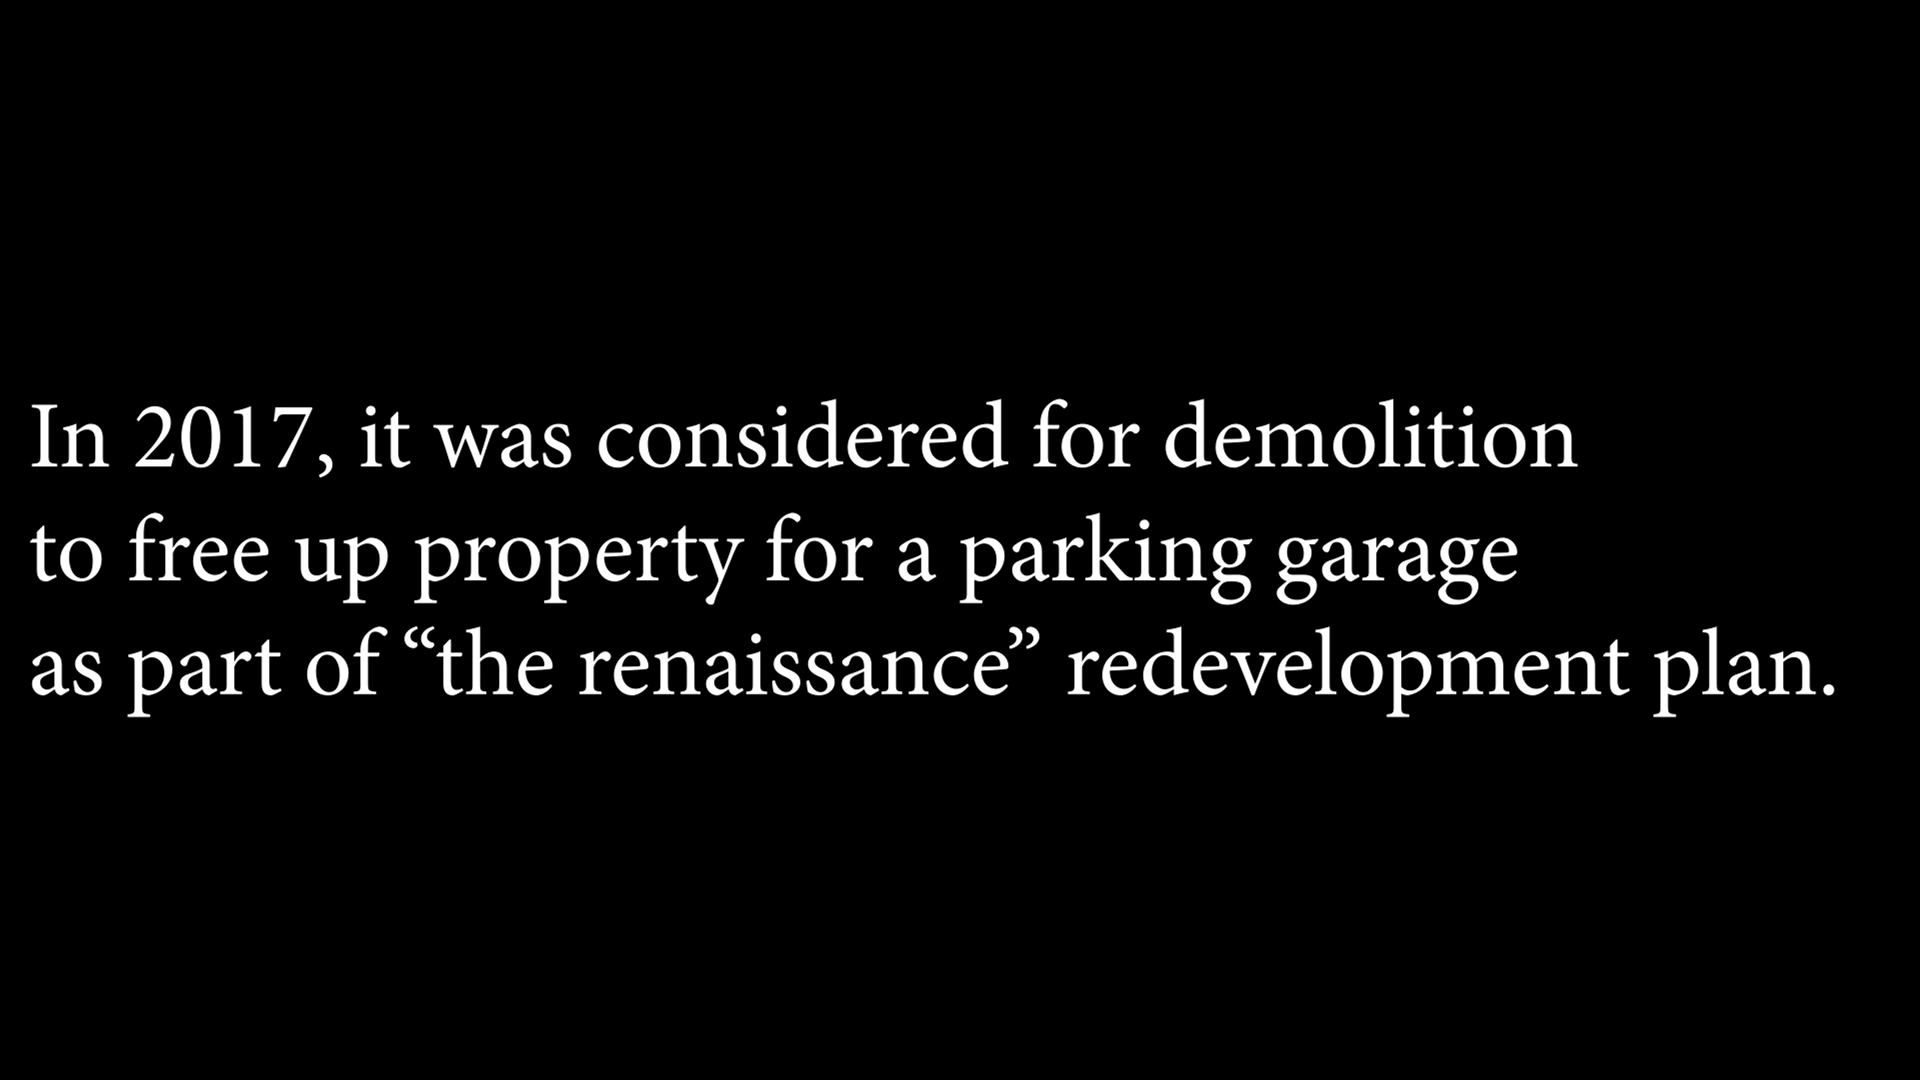 In 2017, it was considered for demolition
to free up property for a parking garage
as part of “the renaissance” redevelopment plan.